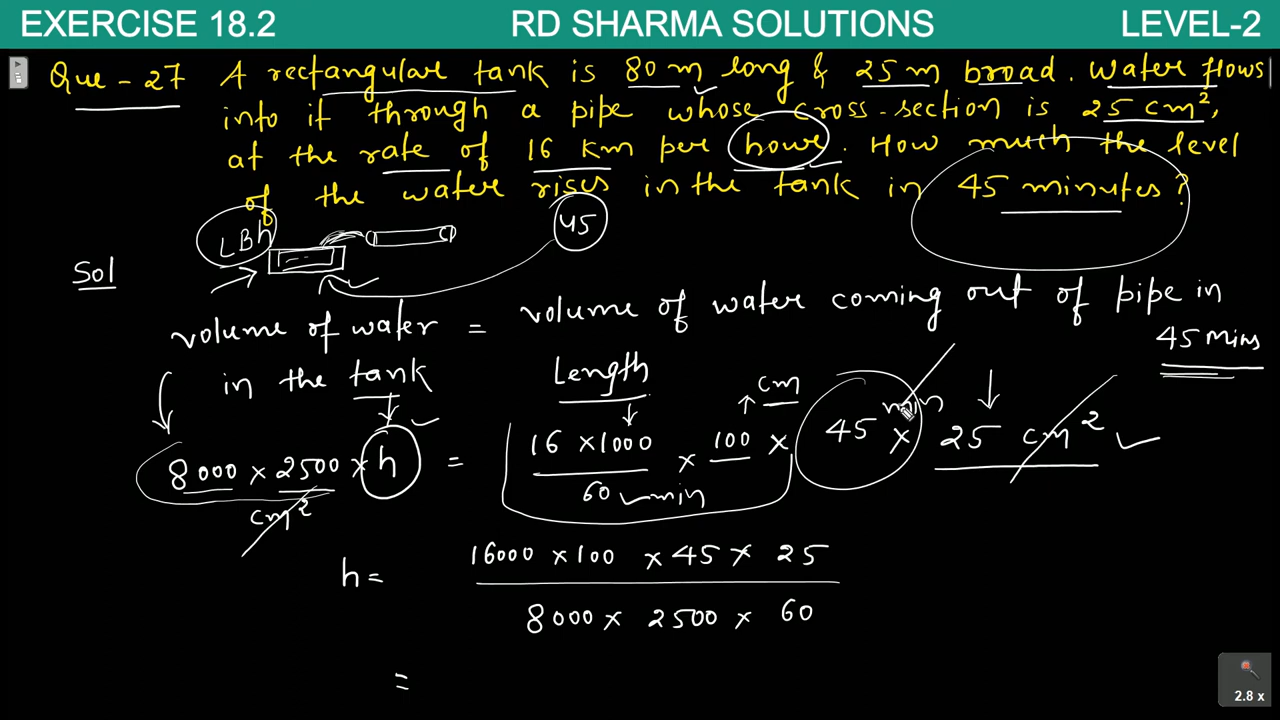 EXERCISE 18.2 RD SHARMA SOLUTIONS LEVEL-2
Que - 27 A rectangular tank is 80 m long & 25 m broad. Water flows
into it through a pipe whose cross-section is 25 cm²,
at the rate of 16 km per hour. How much the level
of the water rises in the tank in 45 minutes?
LBh 45
Sol
volume of water = volume of water coming out of pipe in
45 mins
in the tank Length cm
8000 × 2500 × h = 16 × 1000 / 60 min × 100 × 45 min × 25 cm²
cm²
h = 16000 × 100 × 45 × 25
8000 × 2500 × 60
=
2.8 x